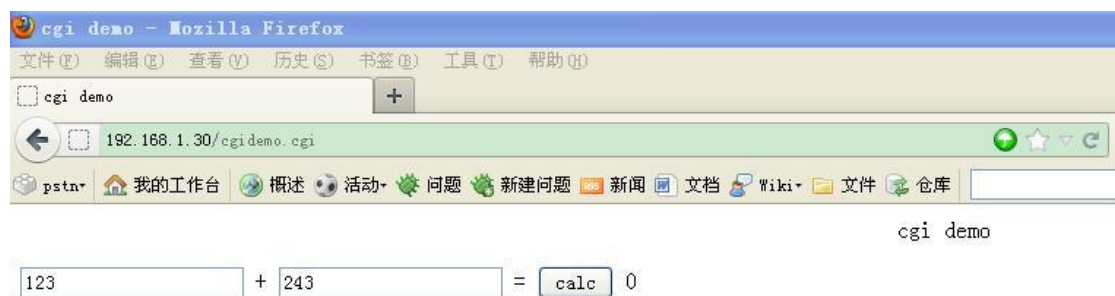 cgi demo - Mozilla Firefox
文件(F) 编辑(E) 查看(V) 历史(S) 书签(B) 工具(T) 帮助(H)
cgi demo +
192.168.1.30/cgidemo.cgi
pstn 我的工作台 概述 活动 问题 新建问题 新闻 文档 Wiki 文件 仓库
cgi demo
123 + 243 = calc 0